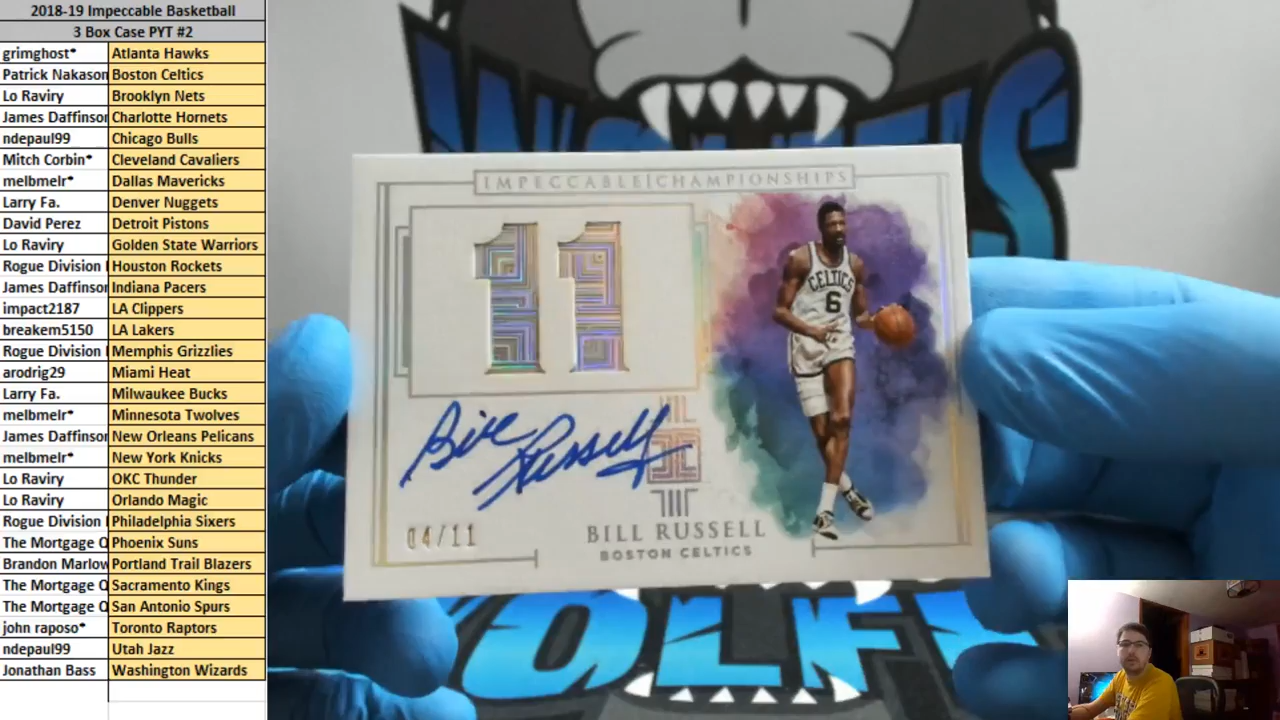 2018-19 Impeccable Basketball
3 Box Case PYT #2
grimghost* Atlanta Hawks
Patrick Nakason Boston Celtics
Lo Raviry Brooklyn Nets
James Daffinson Charlotte Hornets
ndepaul99 Chicago Bulls
Mitch Corbin* Cleveland Cavaliers
melbmelr* Dallas Mavericks
Larry Fa. Denver Nuggets
David Perez Detroit Pistons
Lo Raviry Golden State Warriors
Rogue Division Houston Rockets
James Daffinson Indiana Pacers
impact2187 LA Clippers
breakem5150 LA Lakers
Rogue Division Memphis Grizzlies
arodrig29 Miami Heat
Larry Fa. Milwaukee Bucks
melbmelr* Minnesota Twolves
James Daffinson New Orleans Pelicans
melbmelr* New York Knicks
Lo Raviry OKC Thunder
Lo Raviry Orlando Magic
Rogue Division Philadelphia Sixers
The Mortgage Q Phoenix Suns
Brandon Marlow Portland Trail Blazers
The Mortgage Q Sacramento Kings
The Mortgage Q San Antonio Spurs
john raposo* Toronto Raptors
ndepaul99 Utah Jazz
Jonathan Bass Washington Wizards
IMPECCABLE CHAMPIONSHIPS
11
CELTICS
6
Bill Russell
04/11
BILL RUSSELL
BOSTON CELTICS